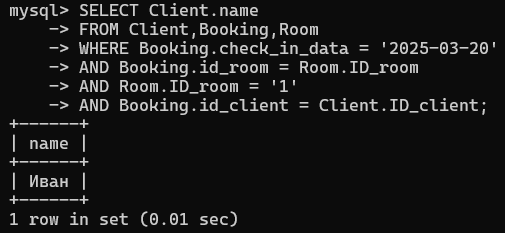 mysql> SELECT Client.name
    -> FROM Client,Booking,Room
    -> WHERE Booking.check_in_data = '2025-03-20'
    -> AND Booking.id_room = Room.ID_room
    -> AND Room.ID_room = '1'
    -> AND Booking.id_client = Client.ID_client;
+------+
| name |
+------+
| Иван |
+------+
1 row in set (0.01 sec)